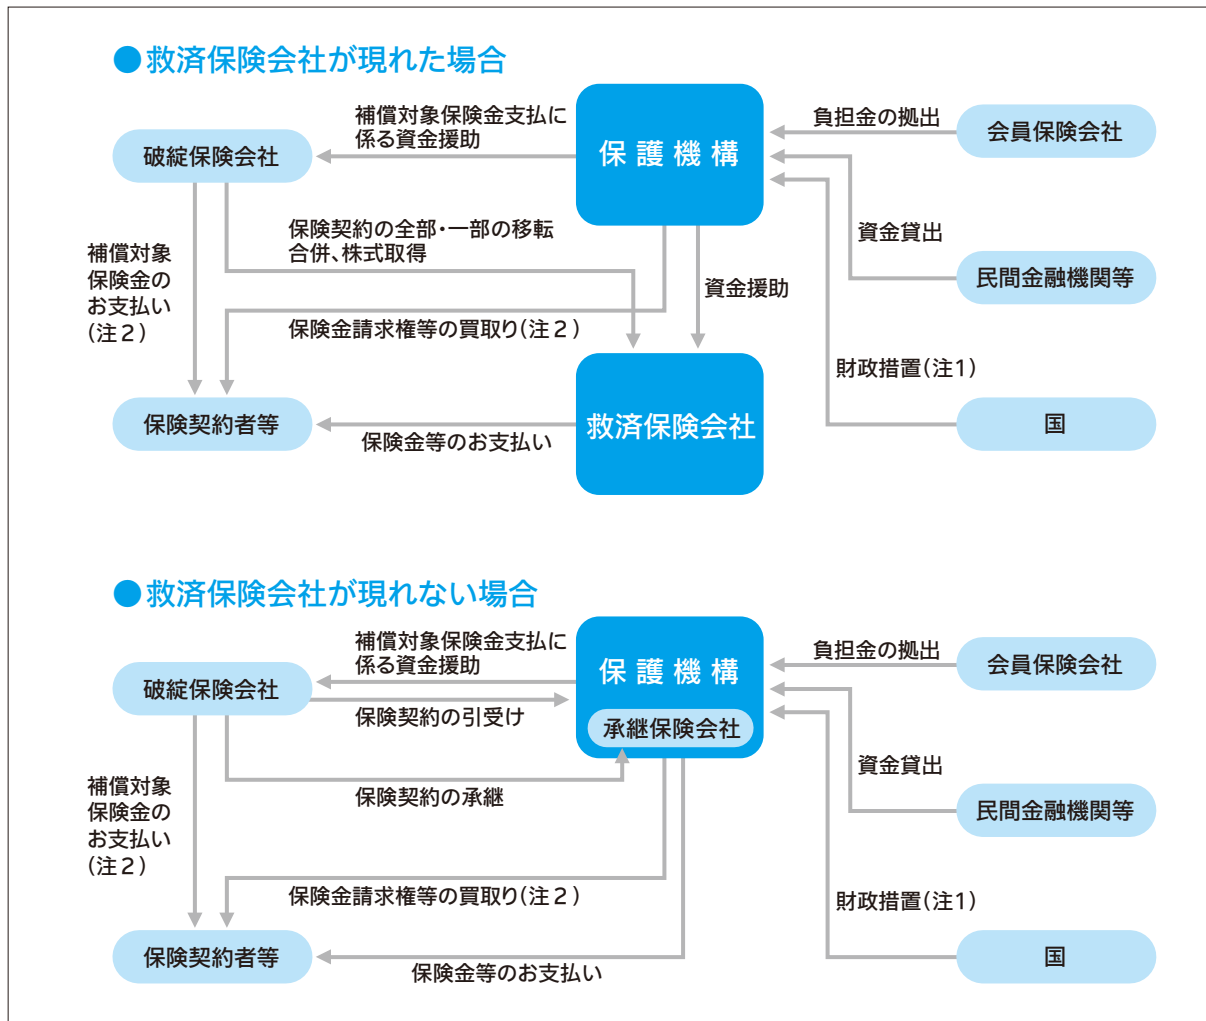 ●救済保険会社が現れた場合
補償対象保険金支払に
係る資金援助
保護機構
負担金の拠出
会員保険会社
破綻保険会社
保険契約の全部・一部の移転
合併、株式取得
補償対象
保険金の
お支払い
(注2)
資金貸出
民間金融機関等
資金援助
保険金請求権等の買取り(注2)
財政措置(注1)
保険契約者等
保険金等のお支払い
救済保険会社
国
●救済保険会社が現れない場合
補償対象保険金支払に
係る資金援助
保護機構
負担金の拠出
会員保険会社
破綻保険会社
保険契約の引受け
承継保険会社
補償対象
保険金の
お支払い
(注2)
保険契約の承継
資金貸出
民間金融機関等
保険金請求権等の買取り(注2)
財政措置(注1)
保険契約者等
保険金等のお支払い
国